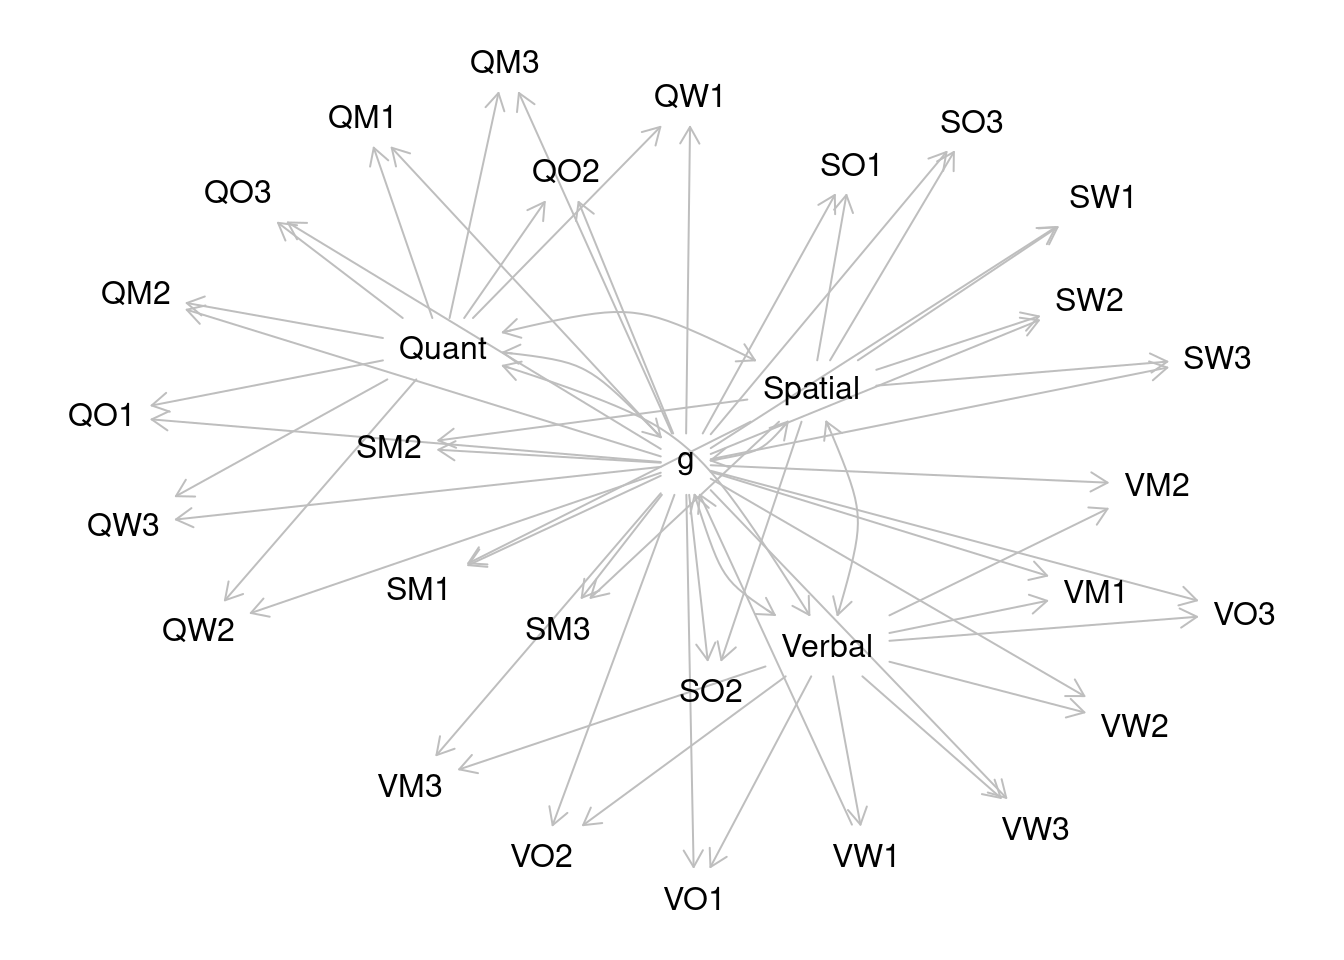 QM3
QW1
QM1
SO3
QO2
SO1
QO3
SW1
QM2
SW2
Quant
SW3
Spatial
QO1
SM2
g
VM2
QW3
SM1
VM1
VO3
QW2
SM3
Verbal
SO2
VW2
VM3
VW3
VO2
VW1
VO1